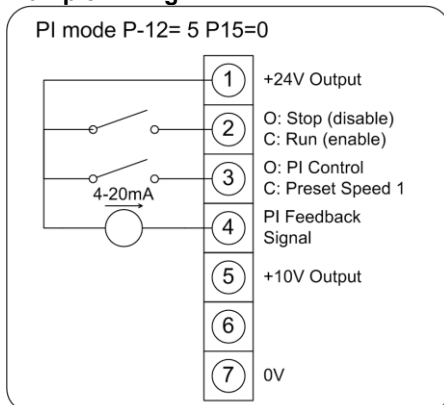 PI mode P-12= 5 P15=0
1 +24V Output
2 O: Stop (disable)
C: Run (enable)
3 O: PI Control
C: Preset Speed 1
4-20mA
4 PI Feedback
Signal
5 +10V Output
6
7 0V